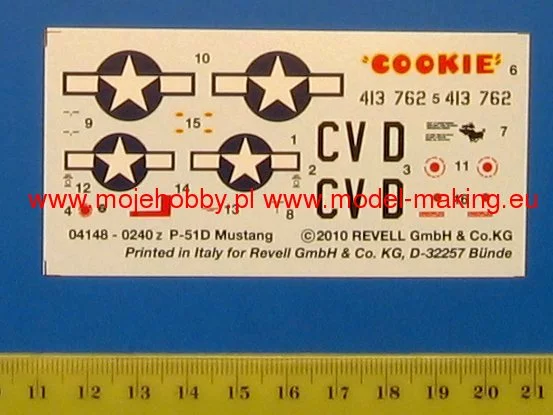 10
"COOKIE"
6
413 762 5 413 762
9
15
1
CV D
7
2
3
11
12
14
www.mojehobby.pl www.model-making.eu
4
13
8
CV D
04148 - 0240 z P-51D Mustang
©2010 REVELL GmbH & Co.KG
Printed in Italy for Revell GmbH & Co. KG, D-32257 Bünde
11 12 13 14 15 16 17 18 19 20 21